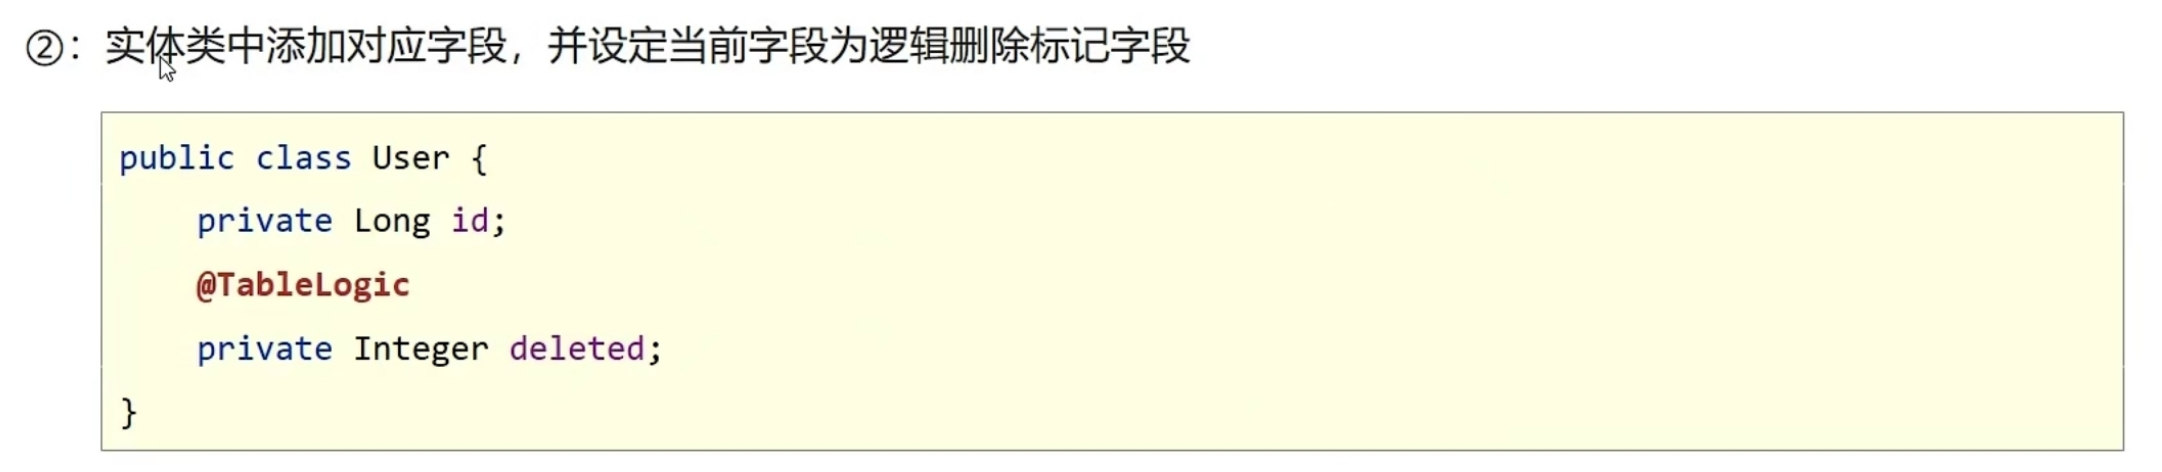 ②：实体类中添加对应字段，并设定当前字段为逻辑删除标记字段
public class User {
    private Long id;
    @TableLogic
    private Integer deleted;
}